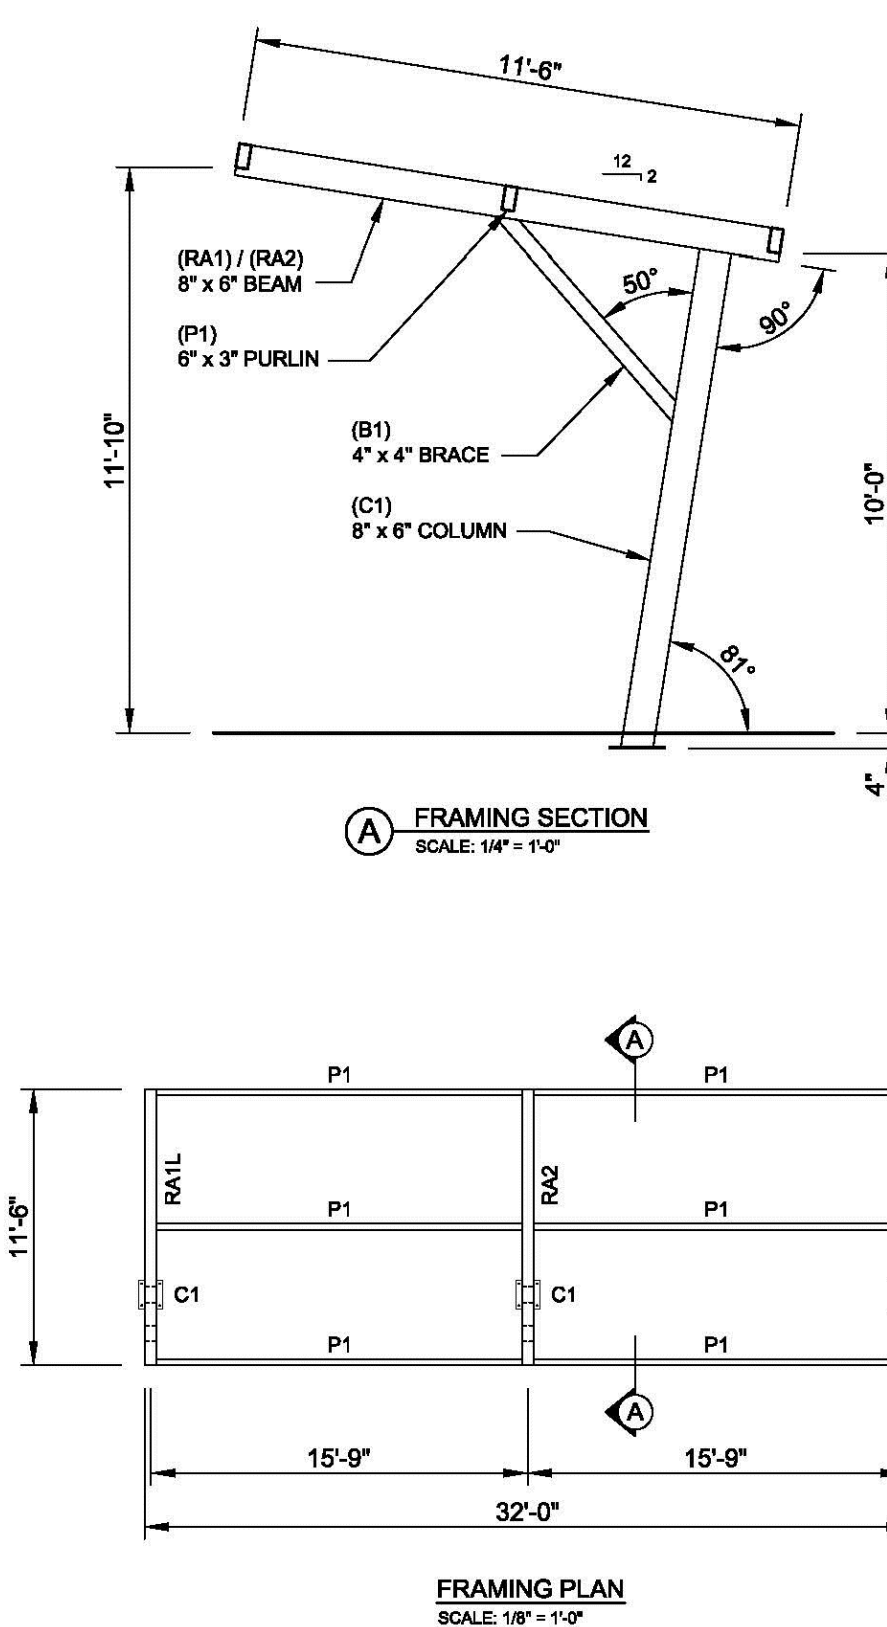 11'-6"
12
2
(RA1) / (RA2)
8" x 6" BEAM
50°
90°
(P1)
6" x 3" PURLIN
11'-10"
(B1)
4" x 4" BRACE
10'-0"
(C1)
8" x 6" COLUMN
81°
4"
A FRAMING SECTION
SCALE: 1/4" = 1'-0"
A
P1 P1
RA1L RA2
11'-6"
P1 P1
C1 C1
P1 P1
A
15'-9" 15'-9"
32'-0"
FRAMING PLAN
SCALE: 1/8" = 1'-0"